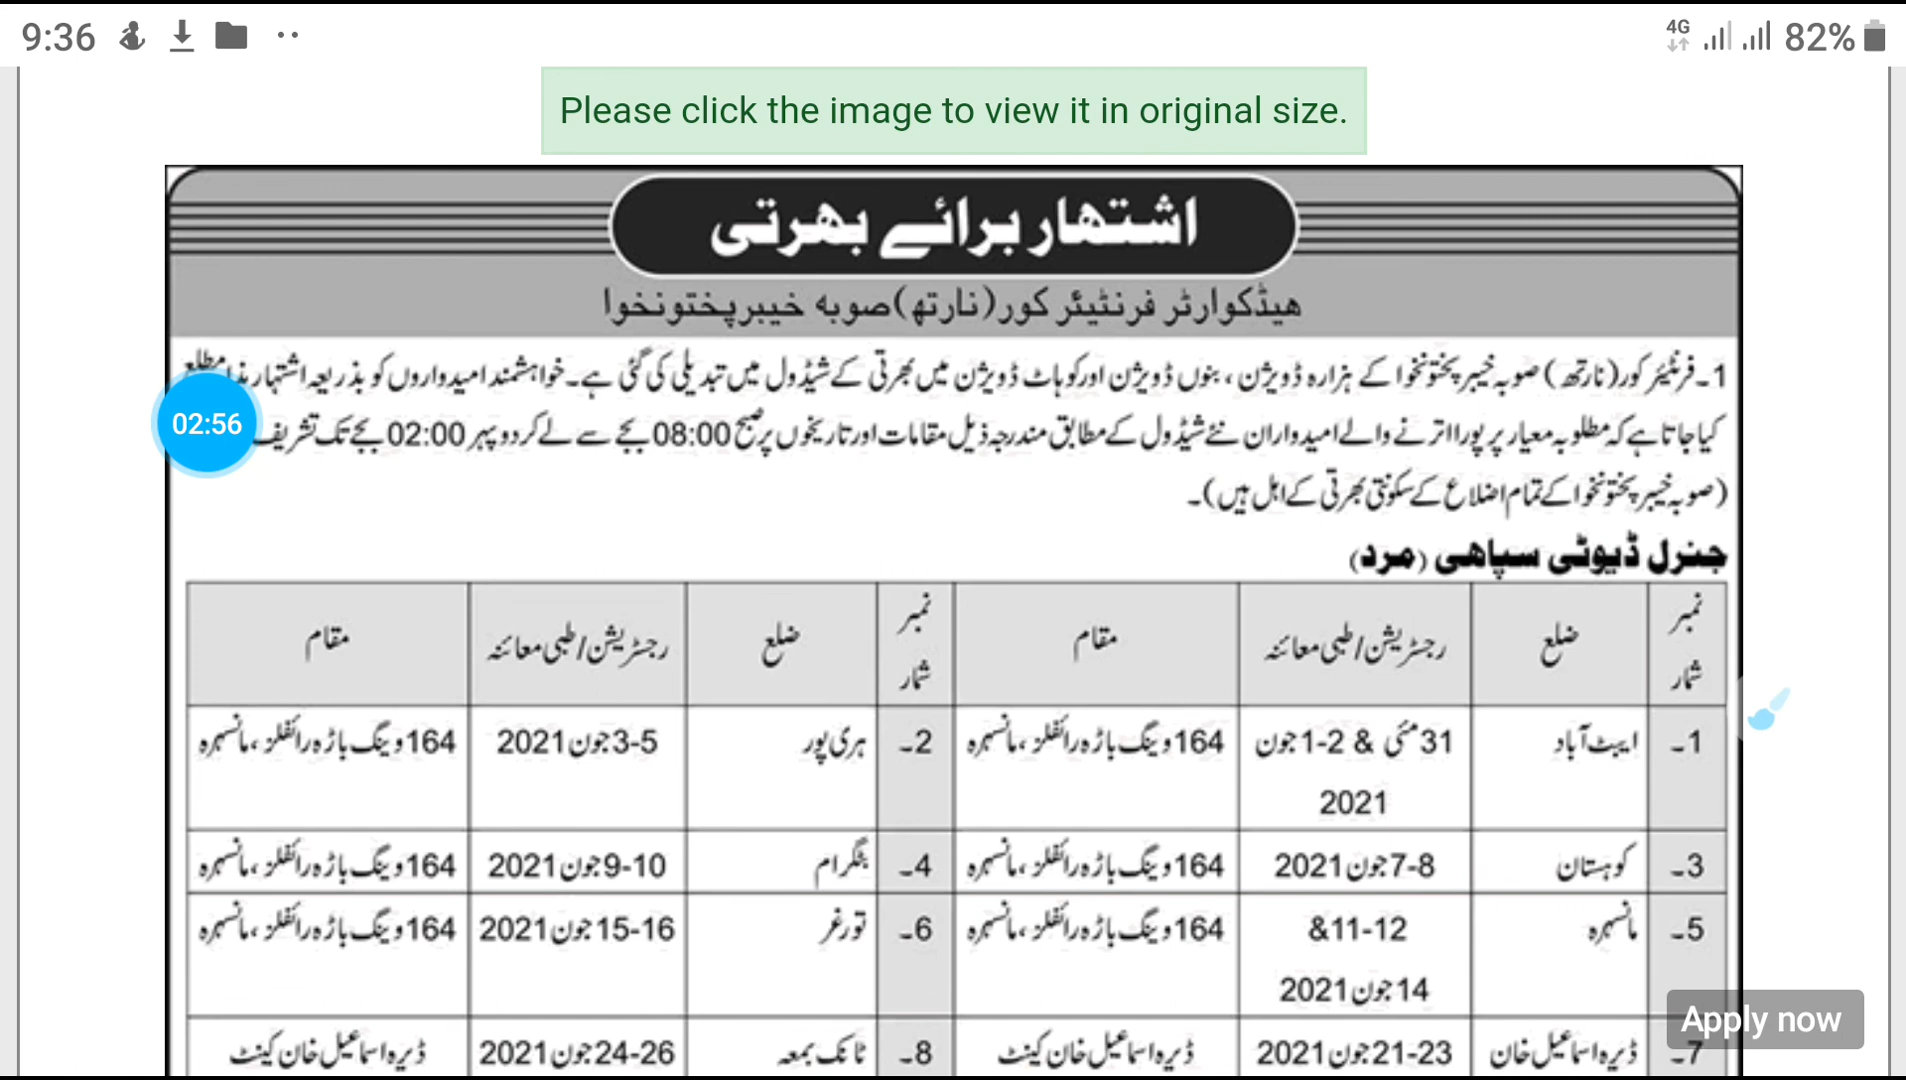 9:36
4G
82%
Please click the image to view it in original size.
اشتہار برائے بھرتی
ھیڈکوارٹر فرنٹیئر کور (نارتھ) صوبہ خیبر پختونخوا
1۔ فرنٹیئر کور (نارتھ) صوبہ خیبر پختونخوا کے ہزارہ ڈویژن، بنوں ڈویژن اور کوہاٹ ڈویژن میں بھرتی کے شیڈول میں تبدیلی کی گئی ہے۔ خواہشمند امیدواروں کو بذریعہ اشتہار ہذا مطلع
کیا جاتا ہے کہ مطلوبہ معیار پر پورا اترنے والے امیدواران نئے شیڈول کے مطابق مندرجہ ذیل مقامات اور تاریخوں پر صبح 08:00 بجے سے لے کر دوپہر 02:00 بجے تک تشریف
02:56
(صوبہ خیبر پختونخوا کے تمام اضلاع کے سکونتی بھرتی کے اہل ہیں)۔
جنرل ڈیوٹی سپاھی (مرد)
نمبر شمار ضلع رجسٹریشن/طبی معائنہ مقام نمبر شمار ضلع رجسٹریشن/طبی معائنہ مقام
1۔ ایبٹ آباد 31 مئی & 1-2 جون 164 ونگ باڑہ رائفلز، مانسہرہ 2۔ ہری پور 3-5 جون 2021 164 ونگ باڑہ رائفلز، مانسہرہ
2021
3۔ کوہستان 7-8 جون 2021 164 ونگ باڑہ رائفلز، مانسہرہ 4۔ بٹگرام 9-10 جون 2021 164 ونگ باڑہ رائفلز، مانسہرہ
5۔ مانسہرہ 11-12& 164 ونگ باڑہ رائفلز، مانسہرہ 6۔ تورغر 15-16 جون 2021 164 ونگ باڑہ رائفلز، مانسہرہ
14 جون 2021
7۔ ڈیرہ اسماعیل خان 21-23 جون 2021 ڈیرہ اسماعیل خان کینٹ 8۔ ٹانک بمعہ 24-26 جون 2021 ڈیرہ اسماعیل خان کینٹ
Apply now